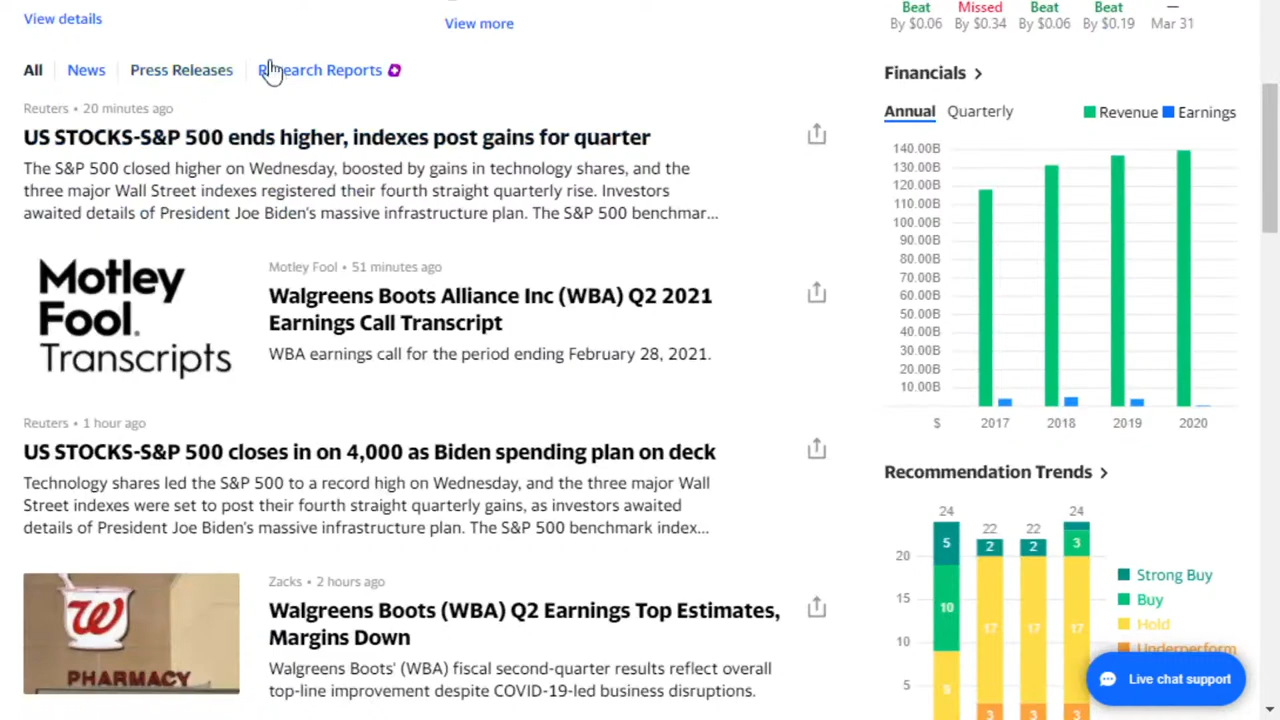 View details
View more
All
News
Press Releases
Research Reports
Reuters • 20 minutes ago
US STOCKS-S&P 500 ends higher, indexes post gains for quarter
The S&P 500 closed higher on Wednesday, boosted by gains in technology shares, and the
three major Wall Street indexes registered their fourth straight quarterly rise. Investors
awaited details of President Joe Biden's massive infrastructure plan. The S&P 500 benchmar...
Motley
Fool.
Transcripts
Motley Fool • 51 minutes ago
Walgreens Boots Alliance Inc (WBA) Q2 2021
Earnings Call Transcript
WBA earnings call for the period ending February 28, 2021.
Reuters • 1 hour ago
US STOCKS-S&P 500 closes in on 4,000 as Biden spending plan on deck
Technology shares led the S&P 500 to a record high on Wednesday, and the three major Wall
Street indexes were set to post their fourth straight quarterly gains, as investors awaited
details of President Joe Biden's massive infrastructure plan. The S&P 500 benchmark index...
W
PHARMACY
Zacks • 2 hours ago
Walgreens Boots (WBA) Q2 Earnings Top Estimates,
Margins Down
Walgreens Boots' (WBA) fiscal second-quarter results reflect overall
top-line improvement despite COVID-19-led business disruptions.
Beat Missed Beat Beat —
By $0.06 By $0.34 By $0.06 By $0.19 Mar 31
Financials >
Annual Quarterly
Revenue Earnings
140.00B
130.00B
120.00B
110.00B
100.00B
90.00B
80.00B
70.00B
60.00B
50.00B
40.00B
30.00B
20.00B
10.00B
$ 2017 2018 2019 2020
Recommendation Trends >
24 22 22 24
5 2 2 3
20
15
10
5
10 17 17 17
3 3 3
Strong Buy
Buy
Hold
Underperform
Live chat support